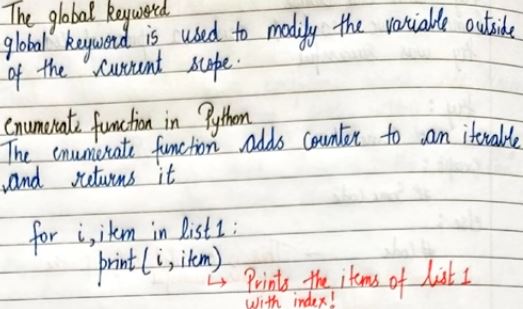 The global keyword
global keyword is used to modify the variable outside
of the current scope.
enumerate function in Python
The enumerate function adds counter to an iterable
and returns it
for i, item in list1:
print(i, item)
↳ Prints the items of list 1
with index!